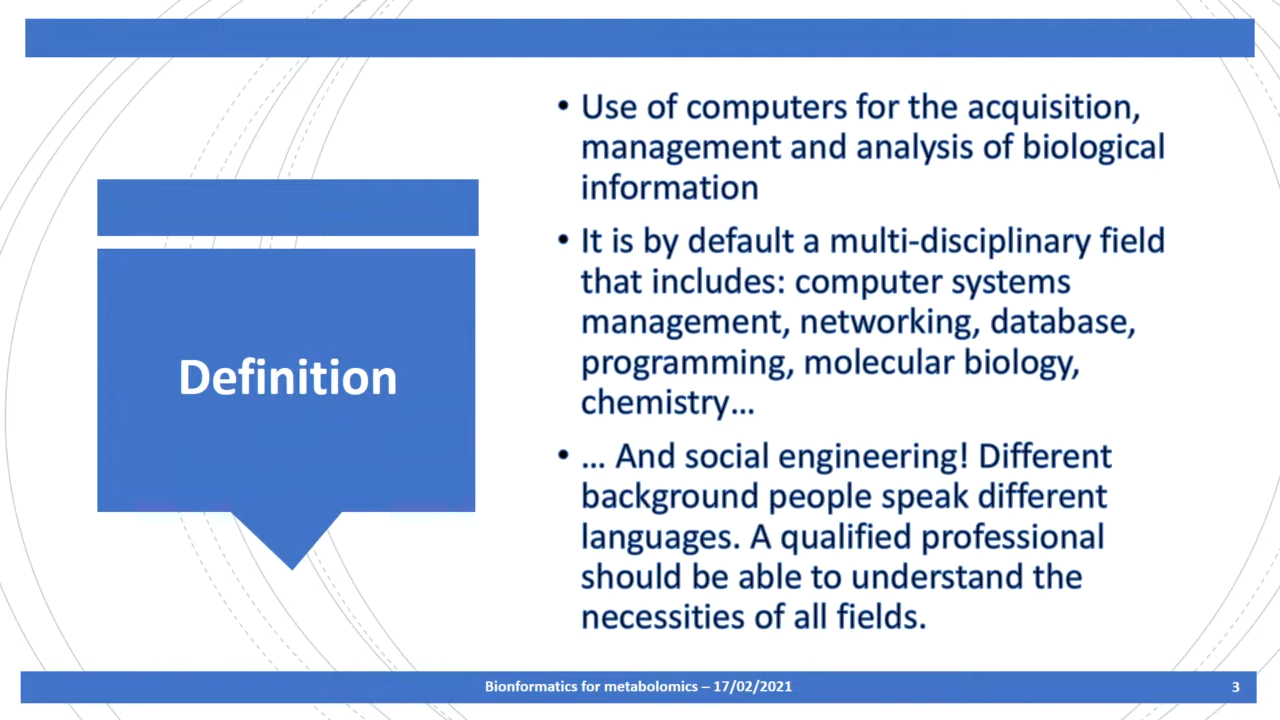 Definition
• Use of computers for the acquisition,
management and analysis of biological
information
• It is by default a multi-disciplinary field
that includes: computer systems
management, networking, database,
programming, molecular biology,
chemistry…
• … And social engineering! Different
background people speak different
languages. A qualified professional
should be able to understand the
necessities of all fields.
Bionformatics for metabolomics – 17/02/2021
3